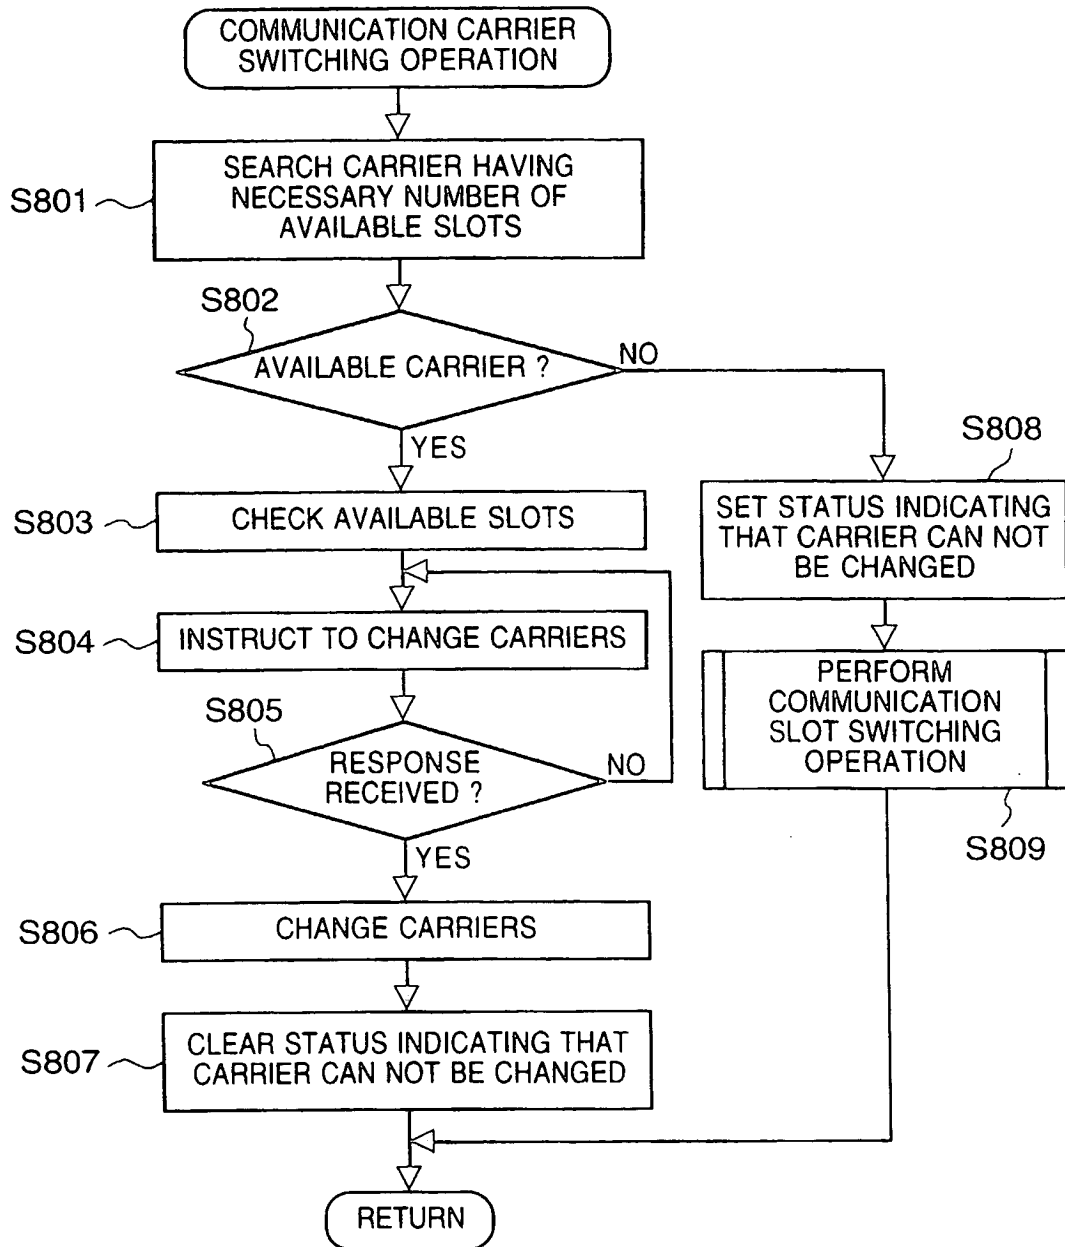 COMMUNICATION CARRIER
SWITCHING OPERATION
S801
SEARCH CARRIER HAVING
NECESSARY NUMBER OF
AVAILABLE SLOTS
S802
AVAILABLE CARRIER ?
NO
YES
S803
CHECK AVAILABLE SLOTS
S804
INSTRUCT TO CHANGE CARRIERS
S805
RESPONSE
RECEIVED ?
NO
YES
S806
CHANGE CARRIERS
S807
CLEAR STATUS INDICATING THAT
CARRIER CAN NOT BE CHANGED
S808
SET STATUS INDICATING
THAT CARRIER CAN NOT
BE CHANGED
PERFORM
COMMUNICATION
SLOT SWITCHING
OPERATION
S809
RETURN